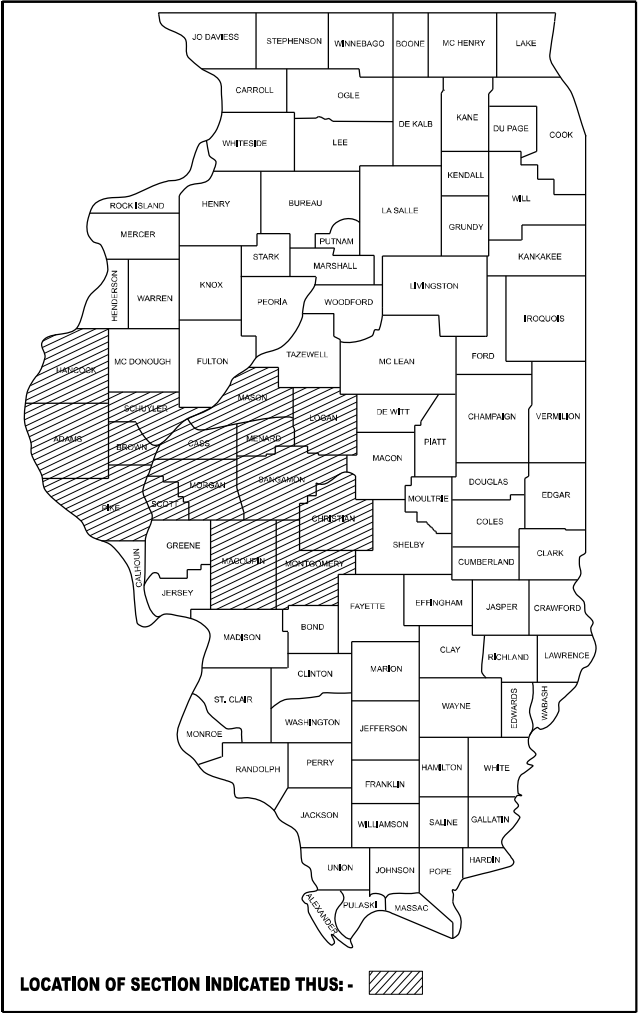 JO DAVIESS
STEPHENSON
WINNEBAGO
BOONE
MC HENRY
LAKE
CARROLL
OGLE
DE KALB
KANE
DU PAGE
COOK
WHITESIDE
LEE
KENDALL
WILL
ROCK ISLAND
HENRY
BUREAU
LA SALLE
GRUNDY
MERCER
PUTNAM
STARK
MARSHALL
KANKAKEE
HENDERSON
WARREN
KNOX
PEORIA
WOODFORD
LIVINGSTON
IROQUOIS
HANCOCK
MC DONOUGH
FULTON
TAZEWELL
MC LEAN
FORD
MASON
SCHUYLER
LOGAN
DE WITT
CHAMPAIGN
VERMILION
ADAMS
BROWN
CASS
MENARD
PIATT
MACON
SANGAMON
MORGAN
DOUGLAS
MOULTRIE
EDGAR
PIKE
SCOTT
CHRISTIAN
COLES
SHELBY
GREENE
CALHOUN
MACOUPIN
MONTGOMERY
CUMBERLAND
CLARK
JERSEY
FAYETTE
EFFINGHAM
JASPER
CRAWFORD
MADISON
BOND
CLAY
RICHLAND
LAWRENCE
CLINTON
MARION
ST. CLAIR
WAYNE
EDWARDS
WABASH
WASHINGTON
JEFFERSON
MONROE
RANDOLPH
PERRY
HAMILTON
WHITE
FRANKLIN
JACKSON
WILLIAMSON
SALINE
GALLATIN
UNION
JOHNSON
POPE
HARDIN
ALEXANDER
PULASKI
MASSAC
LOCATION OF SECTION INDICATED THUS: -